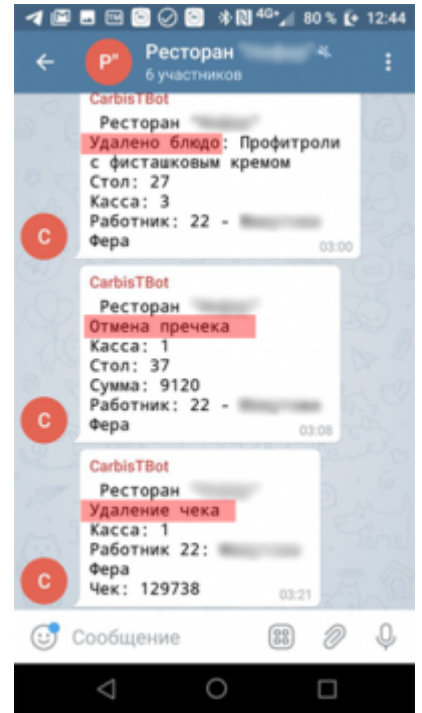 4G+ 80 % 12:44
Р" Ресторан
6 участников
CarbisTBot
Ресторан
Удалено блюдо: Профитроли
с фисташковым кремом
Стол: 27
Касса: 3
Работник: 22 -
Фера
03:00
С
CarbisTBot
Ресторан
Отмена пречека
Касса: 1
Стол: 37
Сумма: 9120
Работник: 22 -
Фера
03:08
С
CarbisTBot
Ресторан
Удаление чека
Касса: 1
Работник 22:
Фера
Чек: 129738
03:21
С
Сообщение